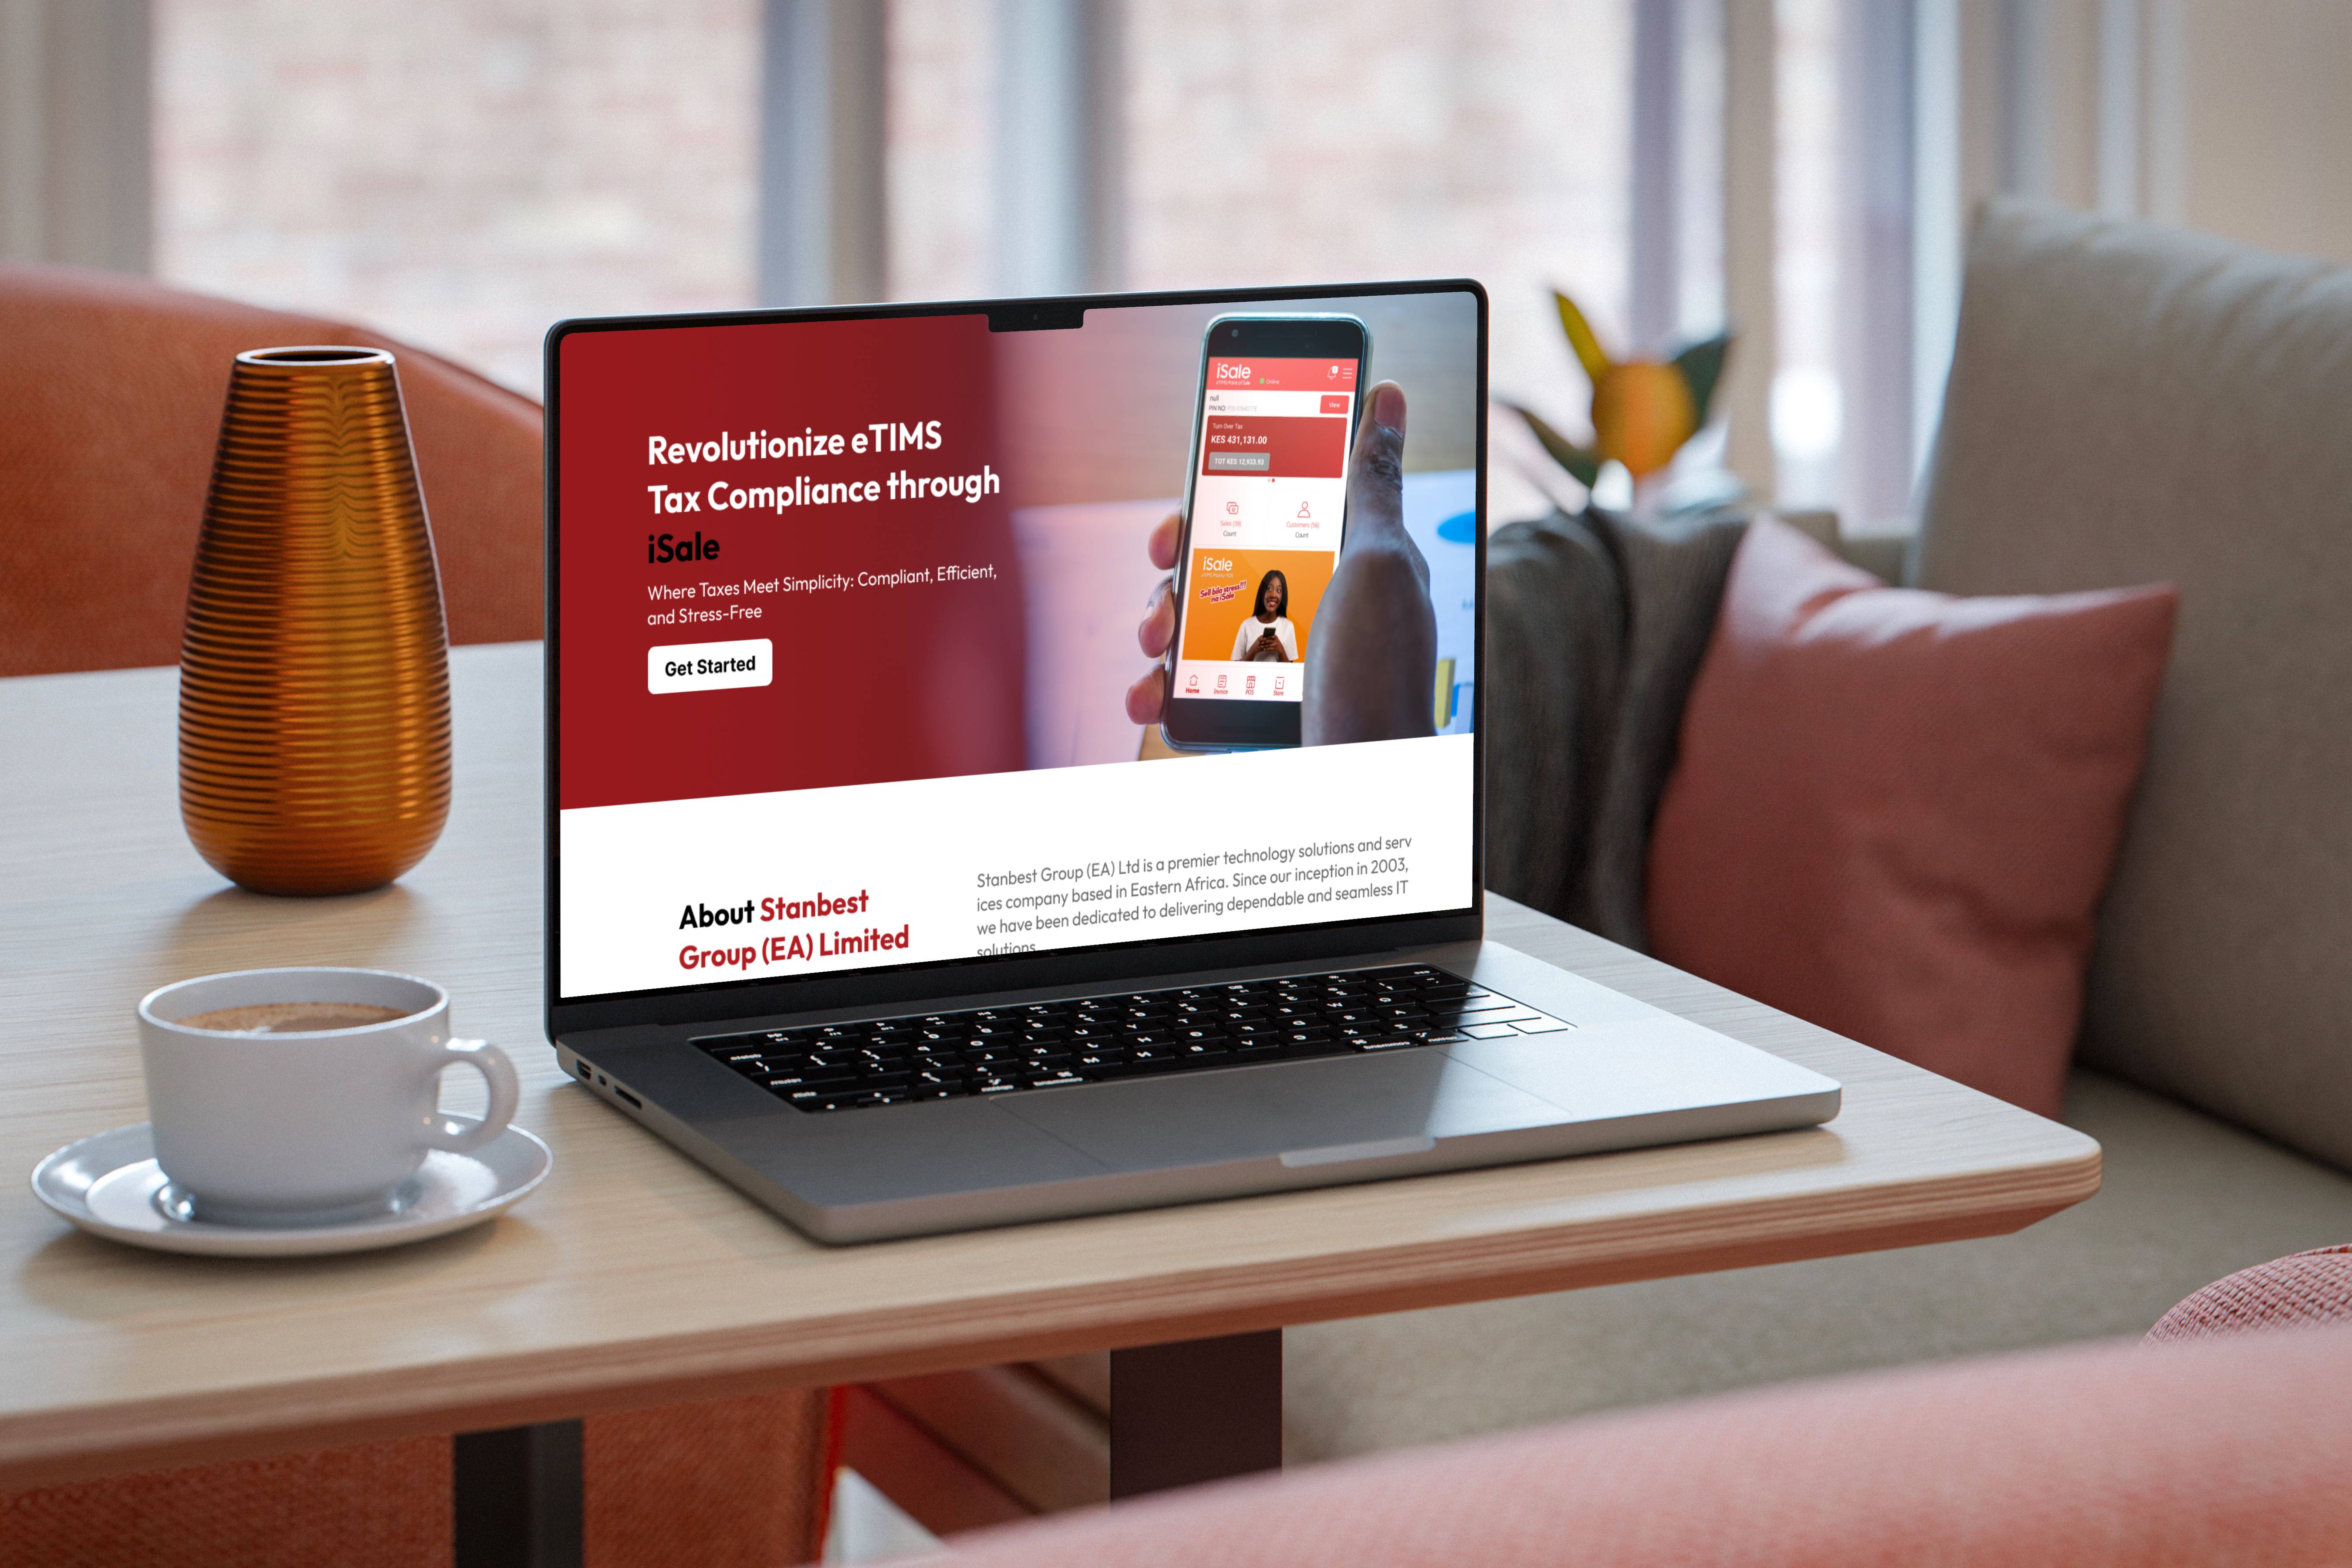 Revolutionize eTIMS
Tax Compliance through
iSale
Where Taxes Meet Simplicity: Compliant, Efficient,
and Stress-Free
Get Started
iSale
Online
null
PIN NO:
View
Turn Over Tax
KES 431,131.00
TOT KES 12,933.93
Sales (38)
Customers (56)
Count
Count
iSale
Sell bila stress!!!
na iSale
Home
Invoice
POS
Store
About Stanbest
Group (EA) Limited
Stanbest Group (EA) Ltd is a premier technology solutions and serv
ices company based in Eastern Africa. Since our inception in 2003,
we have been dedicated to delivering dependable and seamless IT
solutions